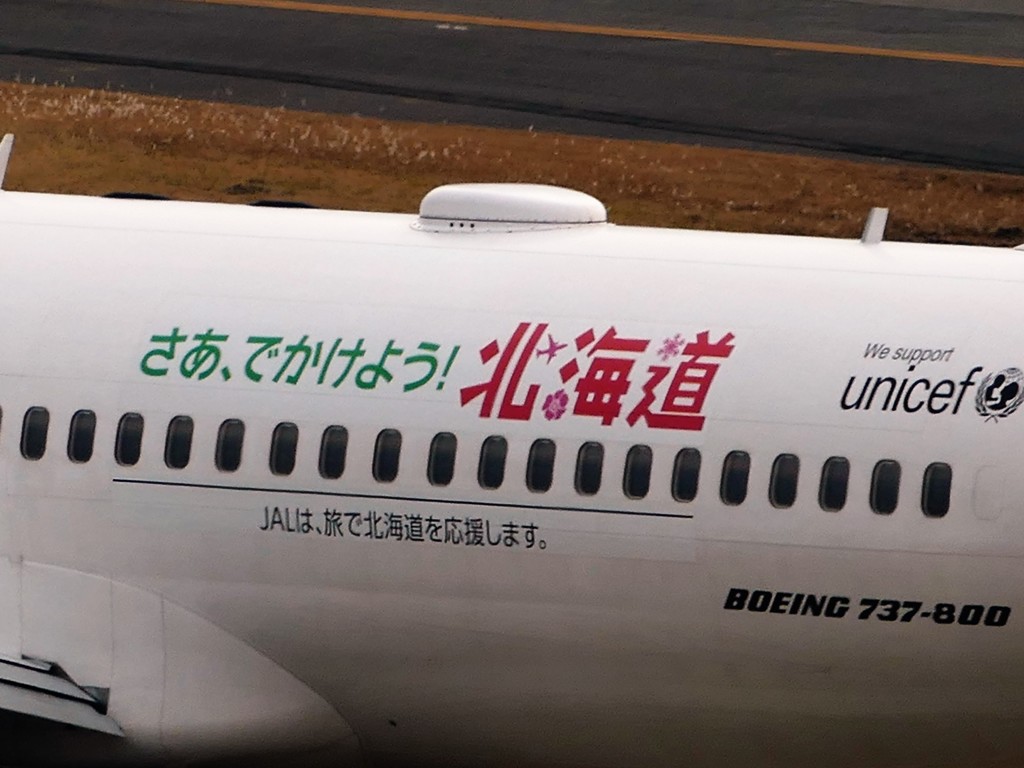 さあ、でかけよう!北海道
We support
unicef
JALは、旅で北海道を応援します。
BOEING 737-800